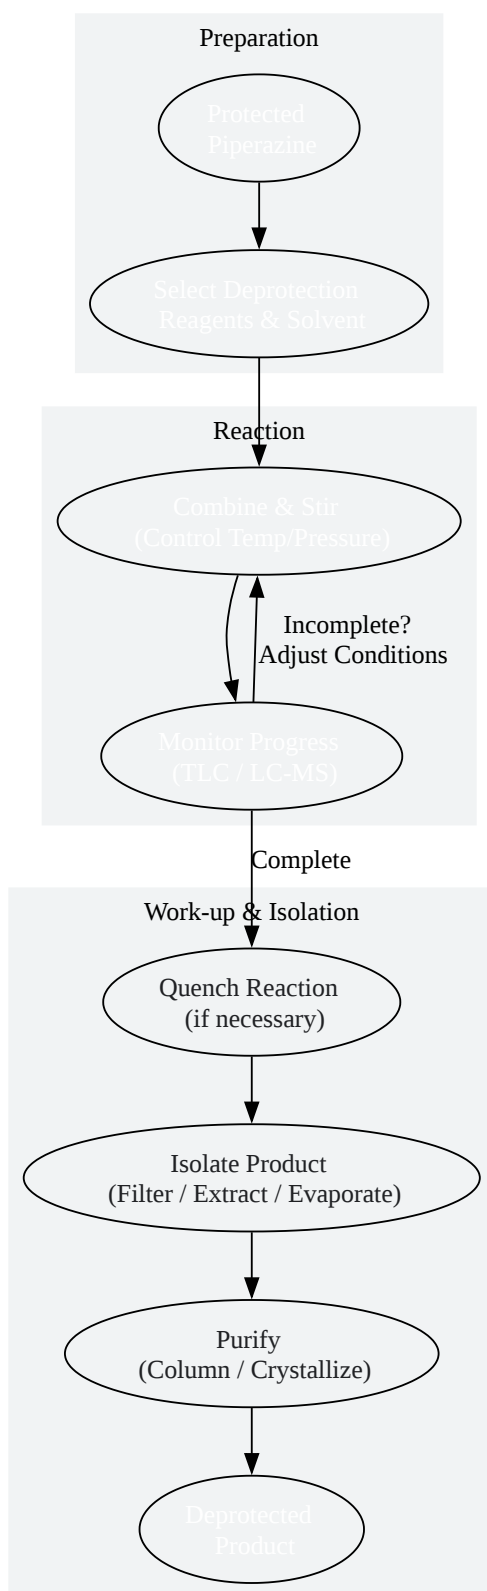 Preparation
Protected
Piperazine
Select Deprotection
Reagents & Solvent
Reaction
Combine & Stir
(Control Temp/Pressure)
Incomplete?
Adjust Conditions
Monitor Progress
(TLC / LC-MS)
Complete
Work-up & Isolation
Quench Reaction
(if necessary)
Isolate Product
(Filter / Extract / Evaporate)
Purify
(Column / Crystallize)
Deprotected
Product